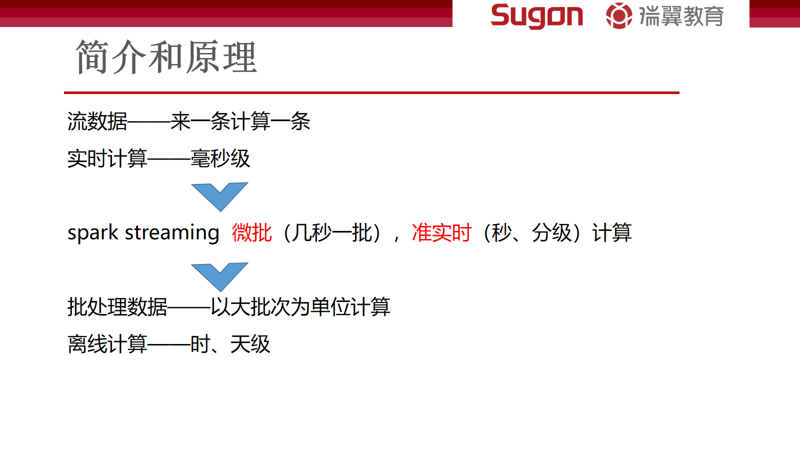 Sugon 瑞翼教育
简介和原理
流数据——来一条计算一条
实时计算——毫秒级
spark streaming 微批（几秒一批），准实时（秒、分级）计算
批处理数据——以大批次为单位计算
离线计算——时、天级